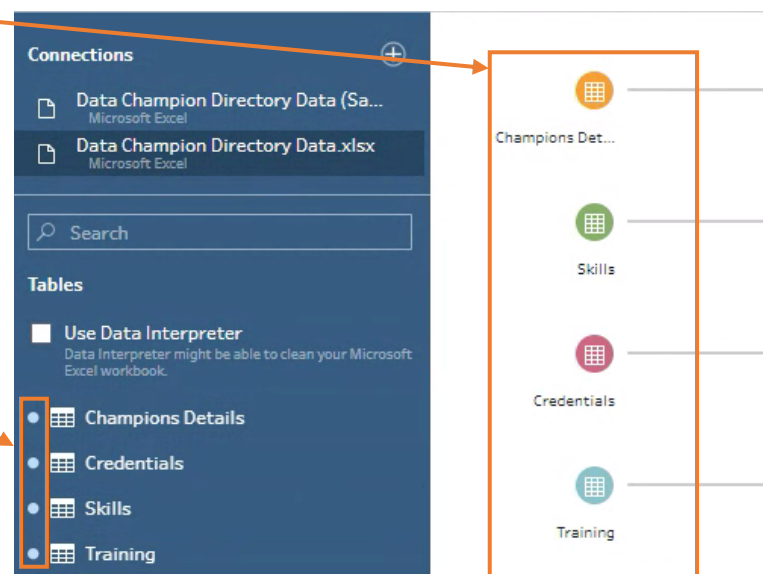 Connections
Data Champion Directory Data (Sa...
Microsoft Excel
Data Champion Directory Data.xlsx
Microsoft Excel
Search
Tables
Use Data Interpreter
Data Interpreter might be able to clean your Microsoft
Excel workbook.
Champions Details
Credentials
Skills
Training
Champions Det...
Skills
Credentials
Training